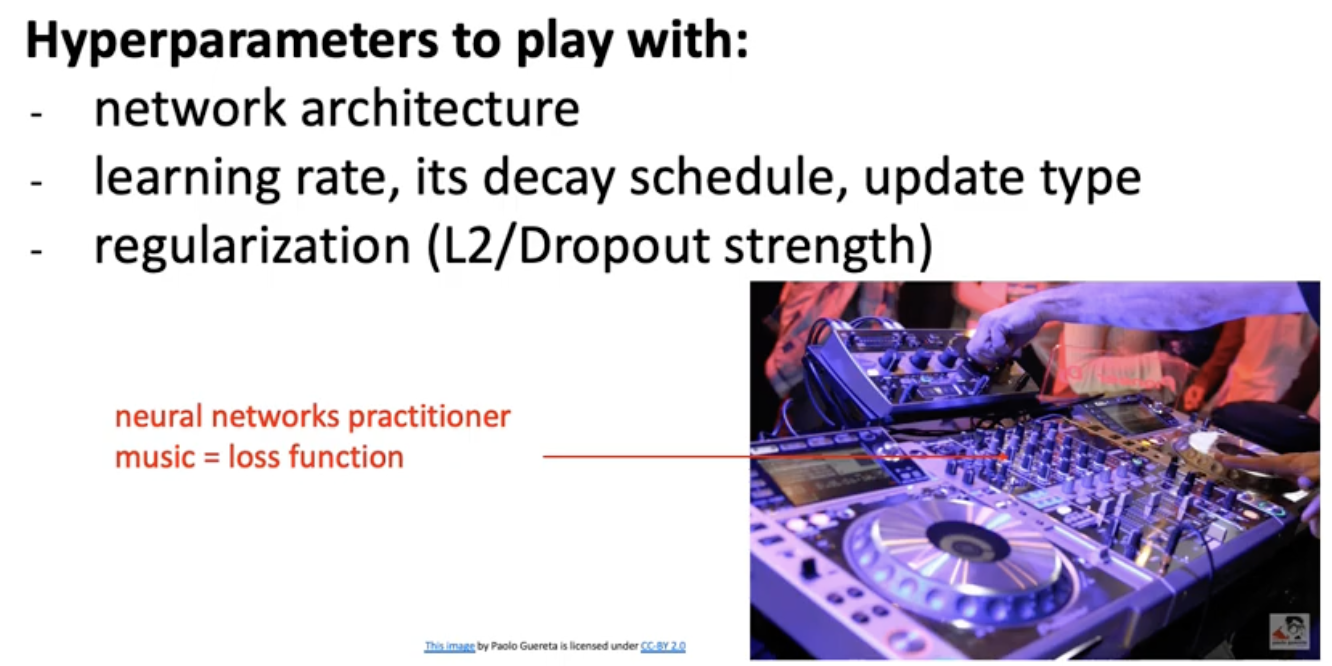 Hyperparameters to play with:
- network architecture
- learning rate, its decay schedule, update type
- regularization (L2/Dropout strength)
neural networks practitioner
music = loss function
This image by Paolo Guereta is licensed under CC-BY 2.0